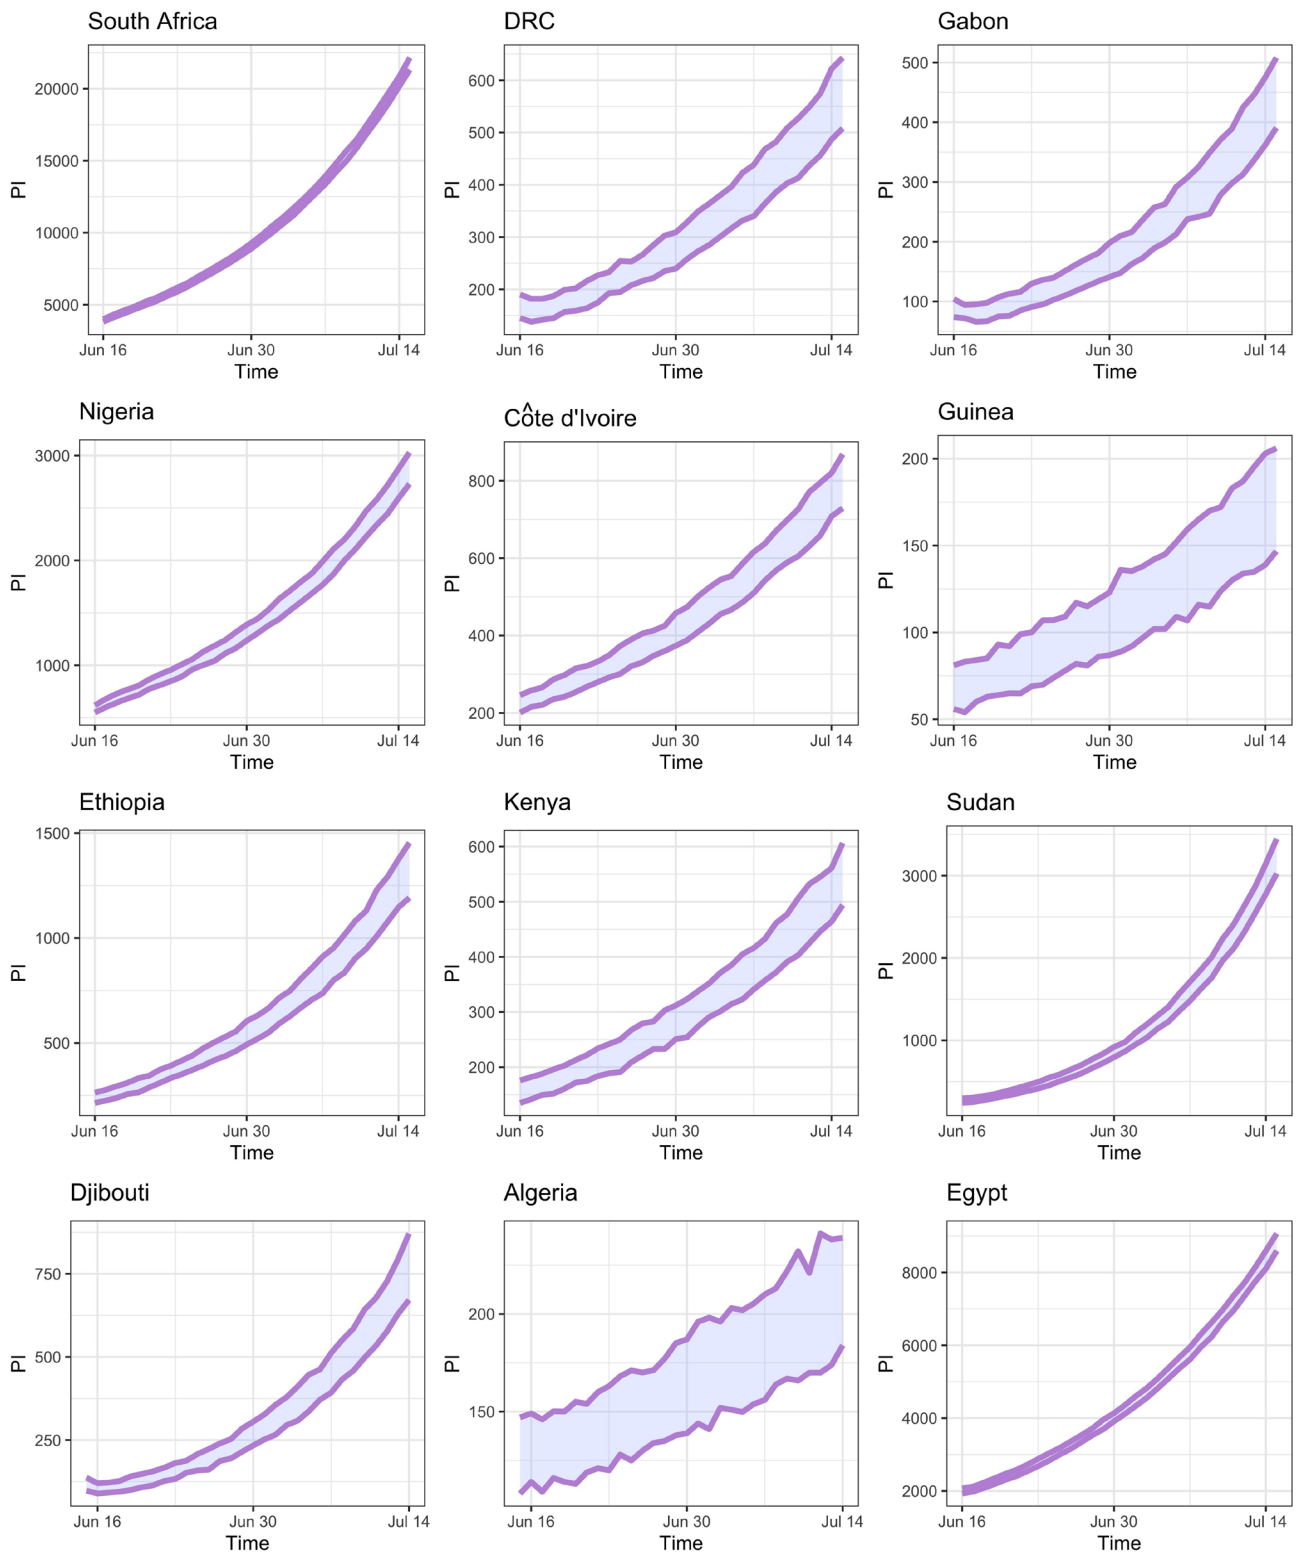 South Africa
20000
15000
10000
5000
PI
Jun 16
Jun 30
Jul 14
Time
DRC
600
500
400
300
200
PI
Jun 16
Jun 30
Jul 14
Time
Gabon
500
400
300
200
100
PI
Jun 16
Jun 30
Jul 14
Time
Nigeria
3000
2000
1000
PI
Jun 16
Jun 30
Jul 14
Time
Côte d'Ivoire
800
600
400
200
PI
Jun 16
Jun 30
Jul 14
Time
Guinea
200
150
100
50
PI
Jun 16
Jun 30
Jul 14
Time
Ethiopia
1500
1000
500
PI
Jun 16
Jun 30
Jul 14
Time
Kenya
600
500
400
300
200
PI
Jun 16
Jun 30
Jul 14
Time
Sudan
3000
2000
1000
PI
Jun 16
Jun 30
Jul 14
Time
Djibouti
750
500
250
PI
Jun 16
Jun 30
Jul 14
Time
Algeria
200
150
PI
Jun 16
Jun 30
Jul 14
Time
Egypt
8000
6000
4000
2000
PI
Jun 16
Jun 30
Jul 14
Time